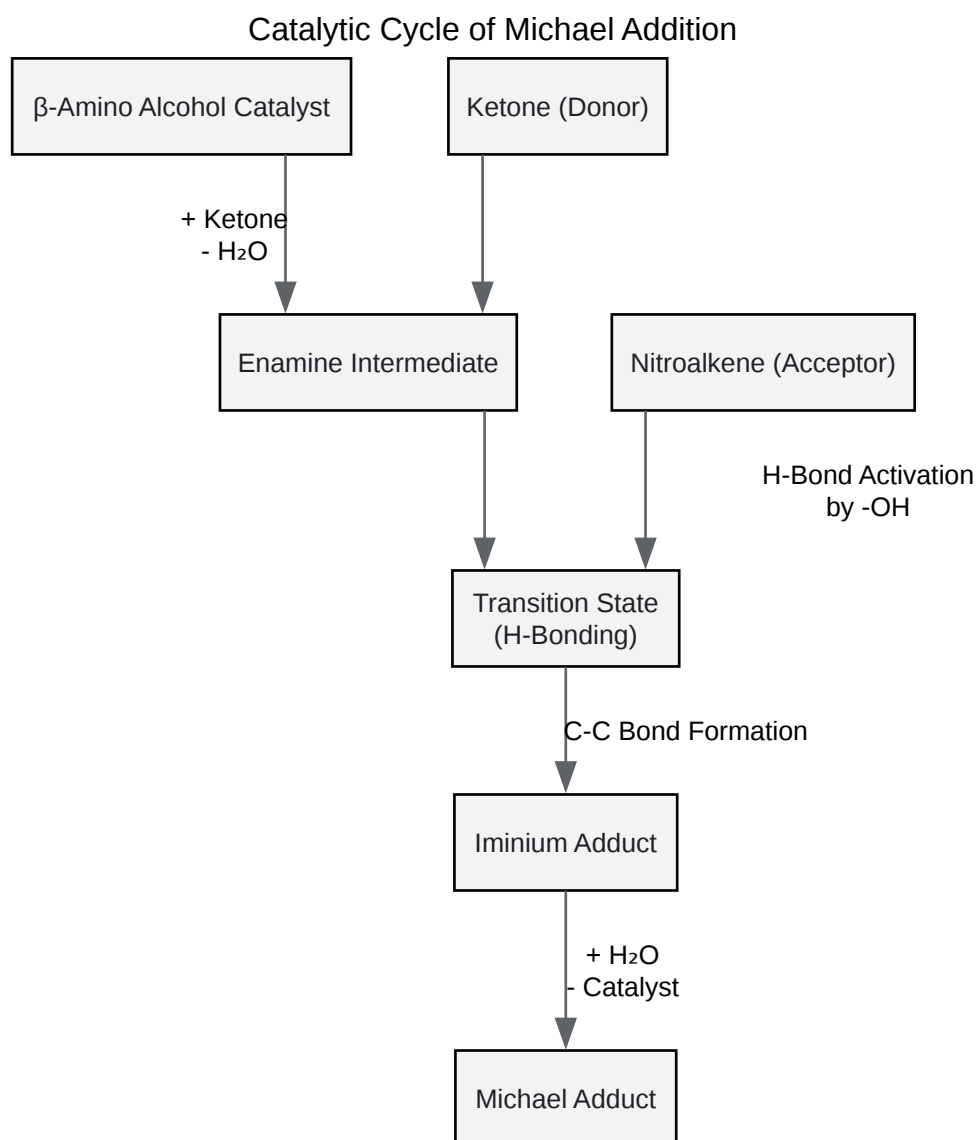 Catalytic Cycle of Michael Addition
β-Amino Alcohol Catalyst
Ketone (Donor)
+ Ketone
- H₂O
Enamine Intermediate
Nitroalkene (Acceptor)
H-Bond Activation
by -OH
Transition State
(H-Bonding)
C-C Bond Formation
Iminium Adduct
+ H₂O
- Catalyst
Michael Adduct